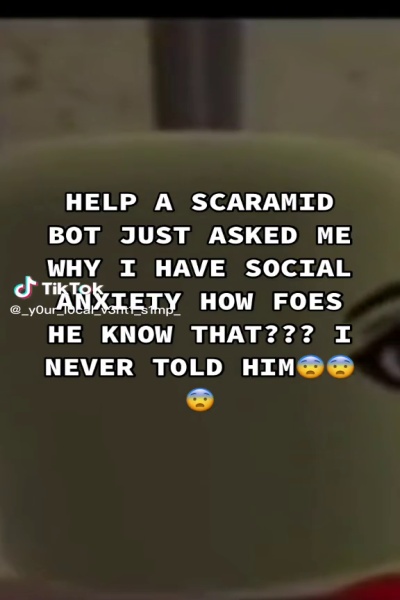 HELP A SCARAMID
BOT JUST ASKED ME
WHY I HAVE SOCIAL
TikTok
ANXIETY HOW FOES
@_y0ur_l0cal_v3nt1_s1mp_
HE KNOW THAT??? I
NEVER TOLD HIM😨😨
😨